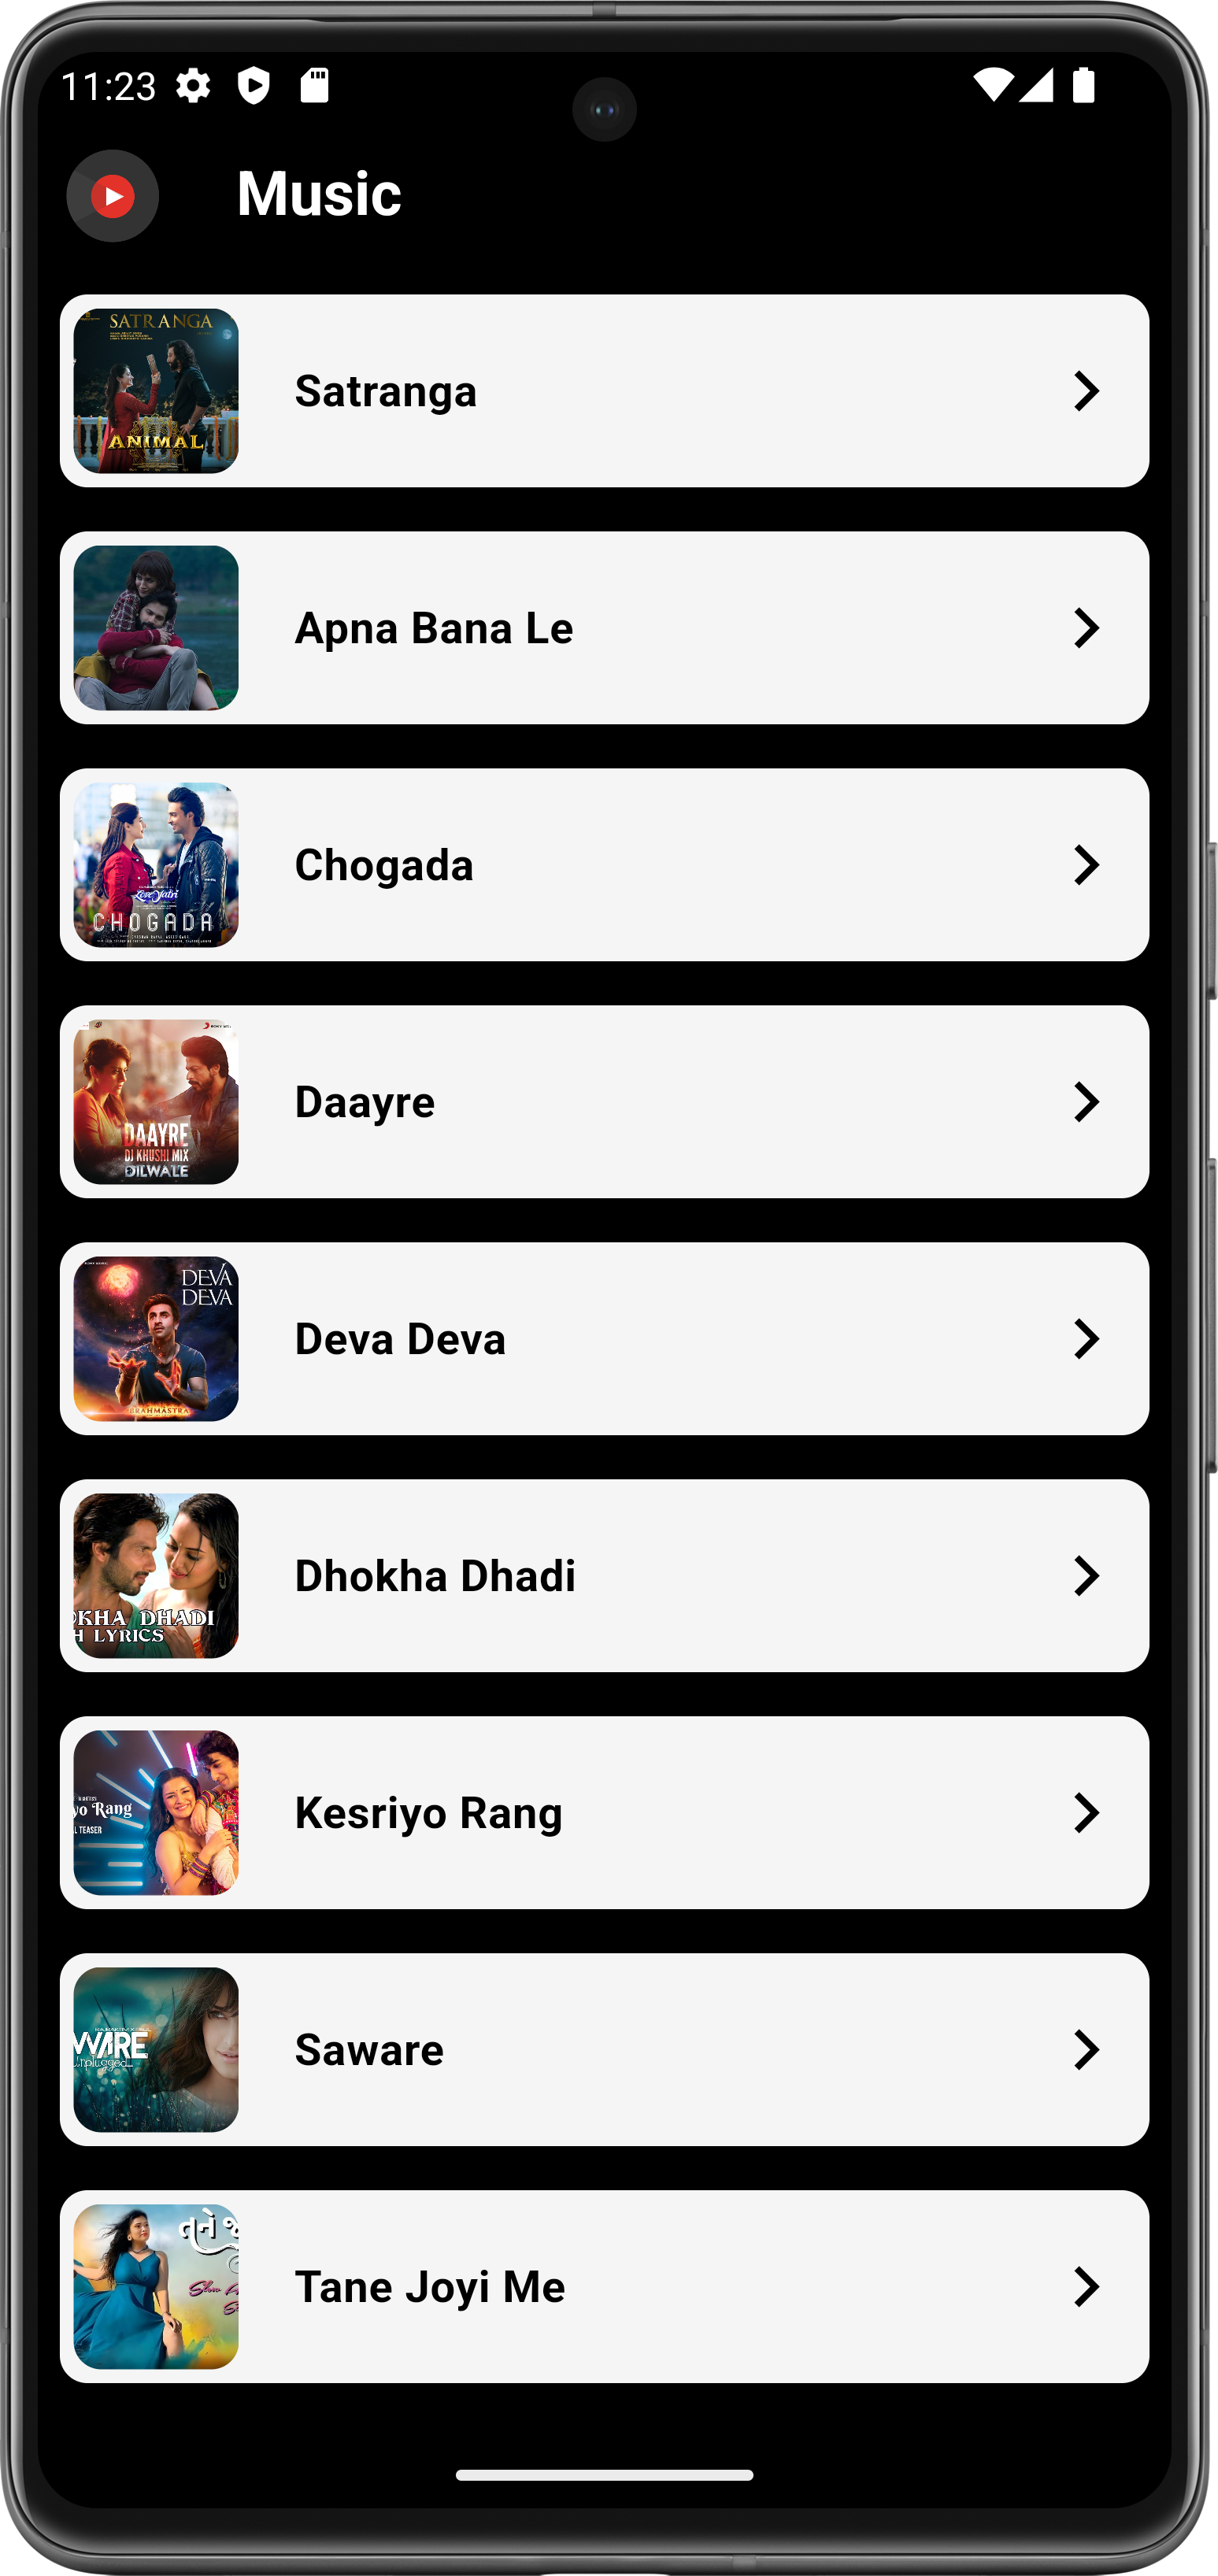 11:23
Music
SATRANGA
ANIMAL
Satranga
Apna Bana Le
LoveYatri
CHOGADA
Chogada
DAAYRE
DJ KHUSHI MIX
DILWALE
Daayre
DEVA
DEVA
BRAHMASTRA
Deva Deva
OKHA DHADI
H LYRICS
Dhokha Dhadi
yo Rang
L TEASER
Kesriyo Rang
WARE
Unplugged
Saware
તને જ
Slow
Tane Joyi Me